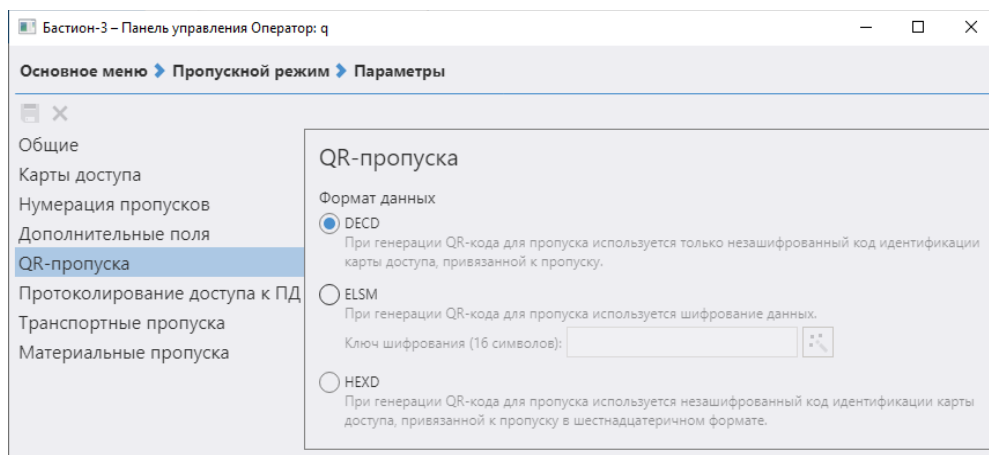 Бастион-3 – Панель управления Оператор: q
Основное меню Пропускной режим Параметры
Общие
Карты доступа
Нумерация пропусков
Дополнительные поля
QR-пропуска
Протоколирование доступа к ПД
Транспортные пропуска
Материальные пропуска
QR-пропуска
Формат данных
DECD
При генерации QR-кода для пропуска используется только незашифрованный код идентификации
карты доступа, привязанной к пропуску.
ELSM
При генерации QR-кода для пропуска используется шифрование данных.
Ключ шифрования (16 символов):
HEXD
При генерации QR-кода для пропуска используется незашифрованный код идентификации карты
доступа, привязанной к пропуску в шестнадцатеричном формате.